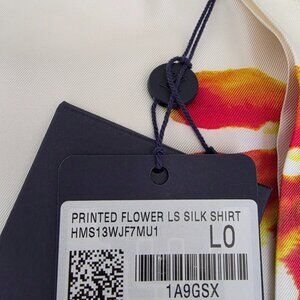 PRINTED FLOWER LS SILK SHIRT
HMS13WJF7MU1
L0
1A9GSX